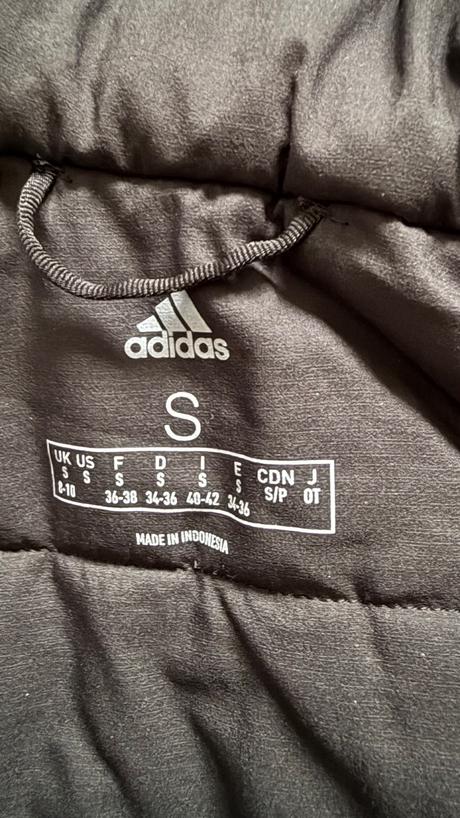 adidas
S
UK US F D I E CDN J
S S S S S S S/P OT
8-10 36-38 34-36 40-42 34-36
MADE IN INDONESIA